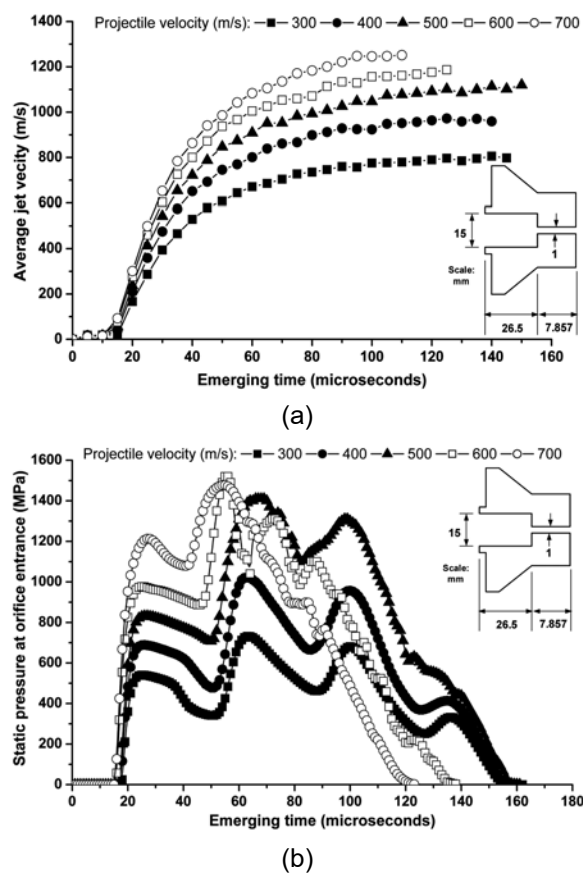 (a)
Projectile velocity (m/s): 300 400 500 600 700
1400
1200
1000
800
600
400
200
0
Average jet vecity (m/s)
15
1
Scale:
mm
26.5 7.857
0 20 40 60 80 100 120 140 160
Emerging time (microseconds)
(a)
Projectile velocity (m/s): 300 400 500 600 700
1600
1400
1200
1000
800
600
400
200
0
Static pressure at orifice entrance (MPa)
15
1
Scale:
mm
26.5 7.857
0 20 40 60 80 100 120 140 160 180
Emerging time (microseconds)
(b)